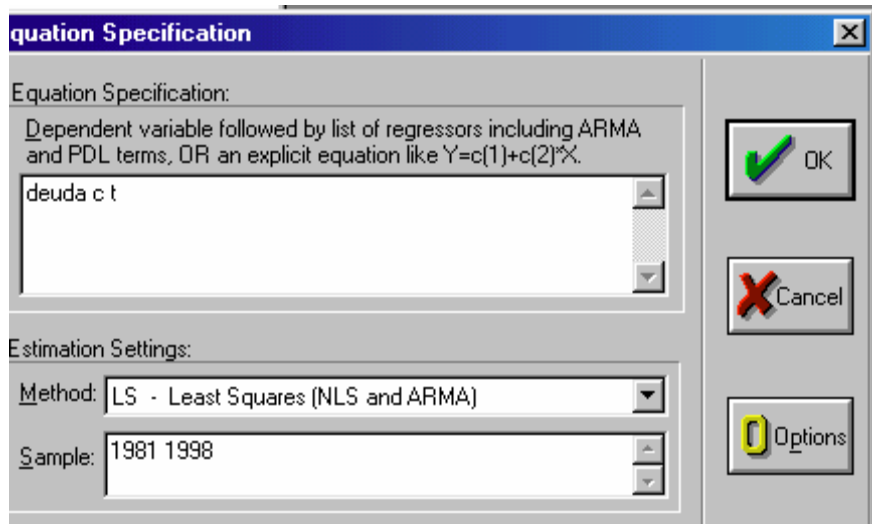 quation Specification
Equation Specification:
Dependent variable followed by list of regressors including ARMA
and PDL terms, OR an explicit equation like Y=c(1)+c(2)*X.
deuda c t
OK
Cancel
Estimation Settings:
Method: LS - Least Squares (NLS and ARMA)
Sample: 1981 1998
Options